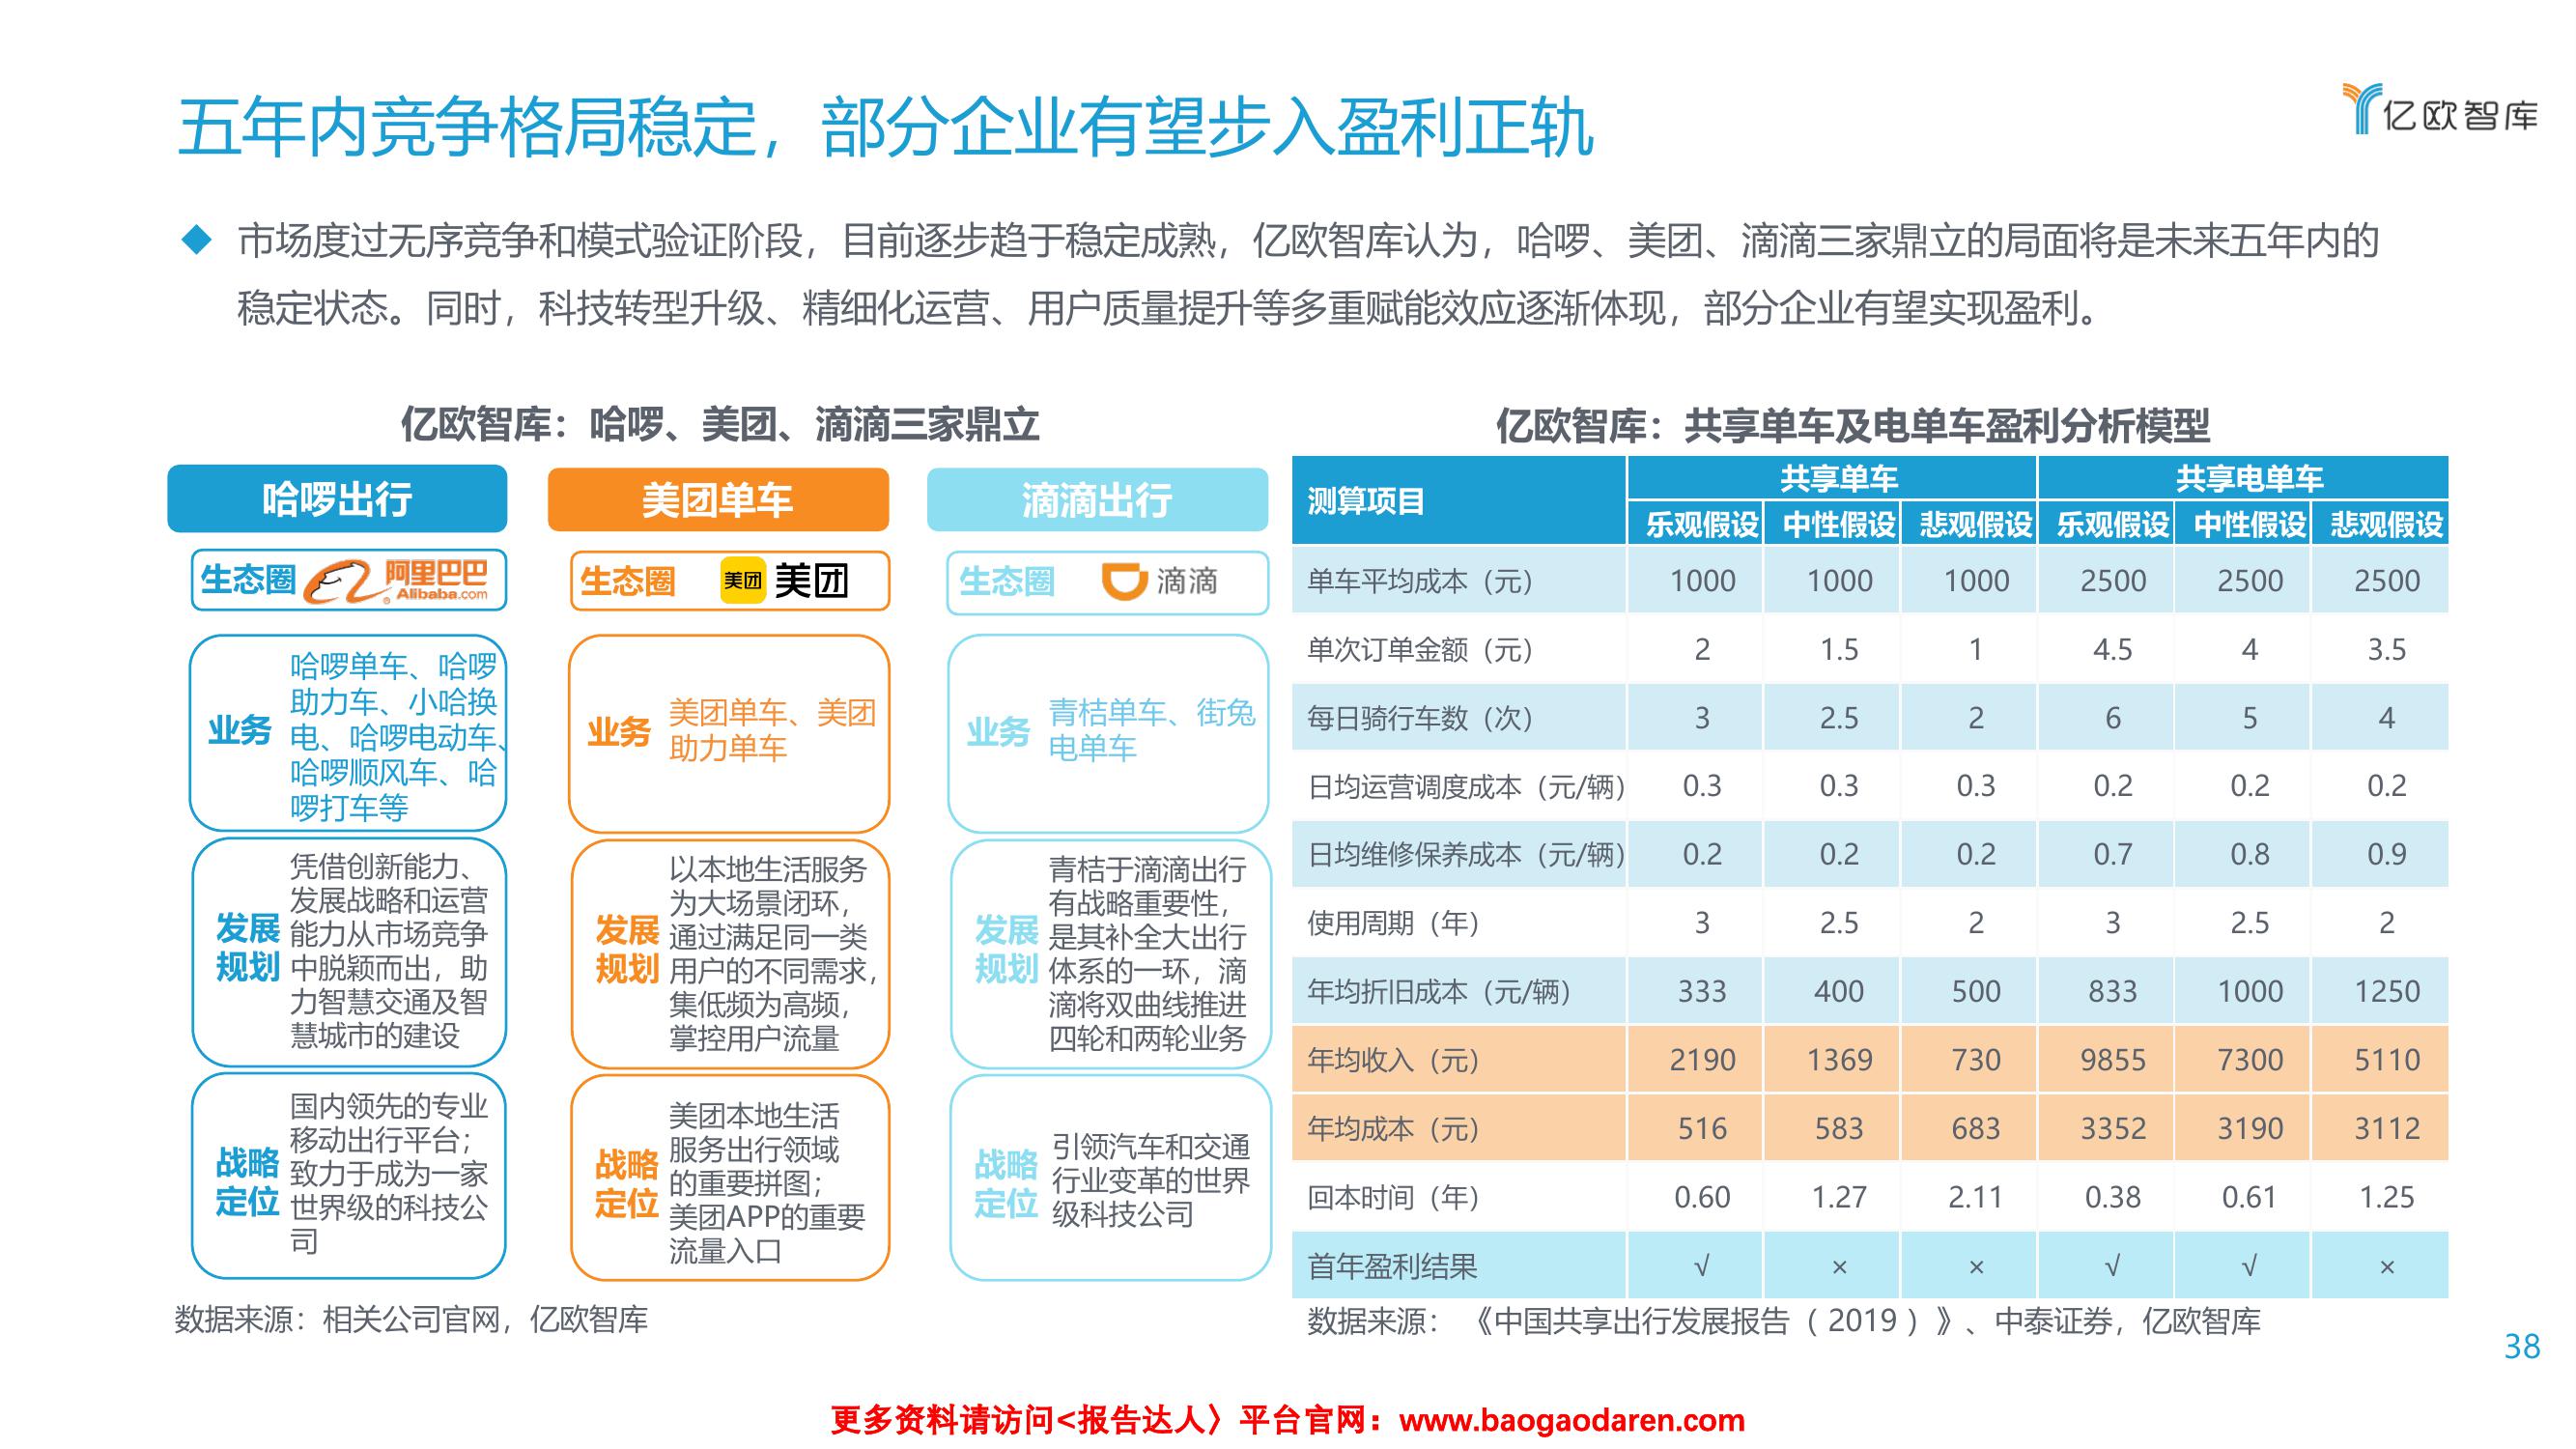 五年内竞争格局稳定，部分企业有望步入盈利正轨
亿欧智库
◆ 市场度过无序竞争和模式验证阶段，目前逐步趋于稳定成熟，亿欧智库认为，哈啰、美团、滴滴三家鼎立的局面将是未来五年内的
稳定状态。同时，科技转型升级、精细化运营、用户质量提升等多重赋能效应逐渐体现，部分企业有望实现盈利。
亿欧智库：哈啰、美团、滴滴三家鼎立
哈啰出行
生态圈 阿里巴巴
Alibaba.com
业务
哈啰单车、哈啰
助力车、小哈换
电、哈啰电动车、
哈啰顺风车、哈
啰打车等
发展
规划
凭借创新能力、
发展战略和运营
能力从市场竞争
中脱颖而出，助
力智慧交通及智
慧城市的建设
战略
定位
国内领先的专业
移动出行平台；
致力于成为一家
世界级的科技公
司
美团单车
生态圈 美团 美团
业务
美团单车、美团
助力单车
发展
规划
以本地生活服务
为大场景闭环，
通过满足同一类
用户的不同需求，
集低频为高频，
掌控用户流量
战略
定位
美团本地生活
服务出行领域
的重要拼图；
美团APP的重要
流量入口
滴滴出行
生态圈 滴滴
业务
青桔单车、街兔
电单车
发展
规划
青桔于滴滴出行
有战略重要性，
是其补全大出行
体系的一环，滴
滴将双曲线推进
四轮和两轮业务
战略
定位
引领汽车和交通
行业变革的世界
级科技公司
数据来源：相关公司官网，亿欧智库
亿欧智库：共享单车及电单车盈利分析模型
测算项目 共享单车 共享电单车
乐观假设 中性假设 悲观假设 乐观假设 中性假设 悲观假设
单车平均成本（元） 1000 1000 1000 2500 2500 2500
单次订单金额（元） 2 1.5 1 4.5 4 3.5
每日骑行车数（次） 3 2.5 2 6 5 4
日均运营调度成本（元/辆） 0.3 0.3 0.3 0.2 0.2 0.2
日均维修保养成本（元/辆） 0.2 0.2 0.2 0.7 0.8 0.9
使用周期（年） 3 2.5 2 3 2.5 2
年均折旧成本（元/辆） 333 400 500 833 1000 1250
年均收入（元） 2190 1369 730 9855 7300 5110
年均成本（元） 516 583 683 3352 3190 3112
回本时间（年） 0.60 1.27 2.11 0.38 0.61 1.25
首年盈利结果 √ × × √ √ ×
数据来源：《中国共享出行发展报告（2019）》、中泰证券，亿欧智库
38
更多资料请访问<报告达人〉平台官网：www.baogaodaren.com